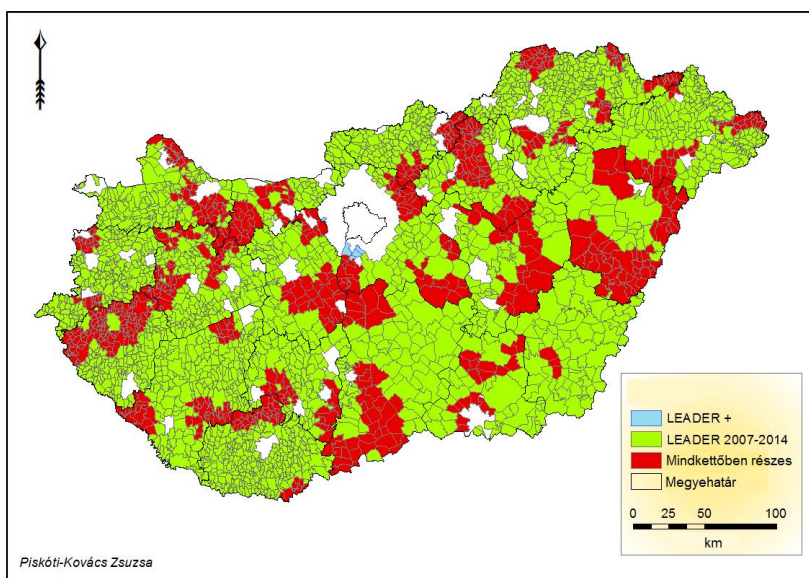 LEADER +
LEADER 2007-2014
Mindkettőben részes
Megyehatár
0 25 50 100
km
Piskóti-Kovács Zsuzsa